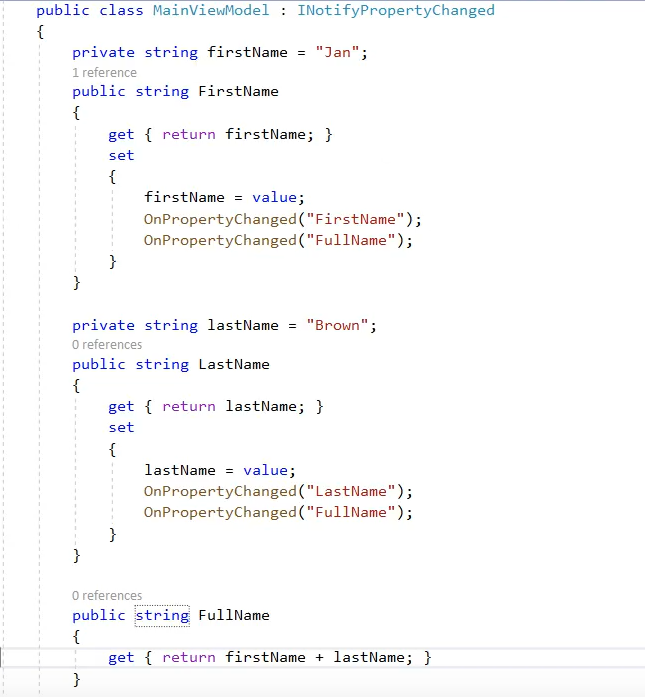 public class MainViewModel : INotifyPropertyChanged
{
private string firstName = "Jan";
1 reference
public string FirstName
{
get { return firstName; }
set
{
firstName = value;
OnPropertyChanged("FirstName");
OnPropertyChanged("FullName");
}
}
private string lastName = "Brown";
0 references
public string LastName
{
get { return lastName; }
set
{
lastName = value;
OnPropertyChanged("LastName");
OnPropertyChanged("FullName");
}
}
0 references
public string FullName
{
get { return firstName + lastName; }
}